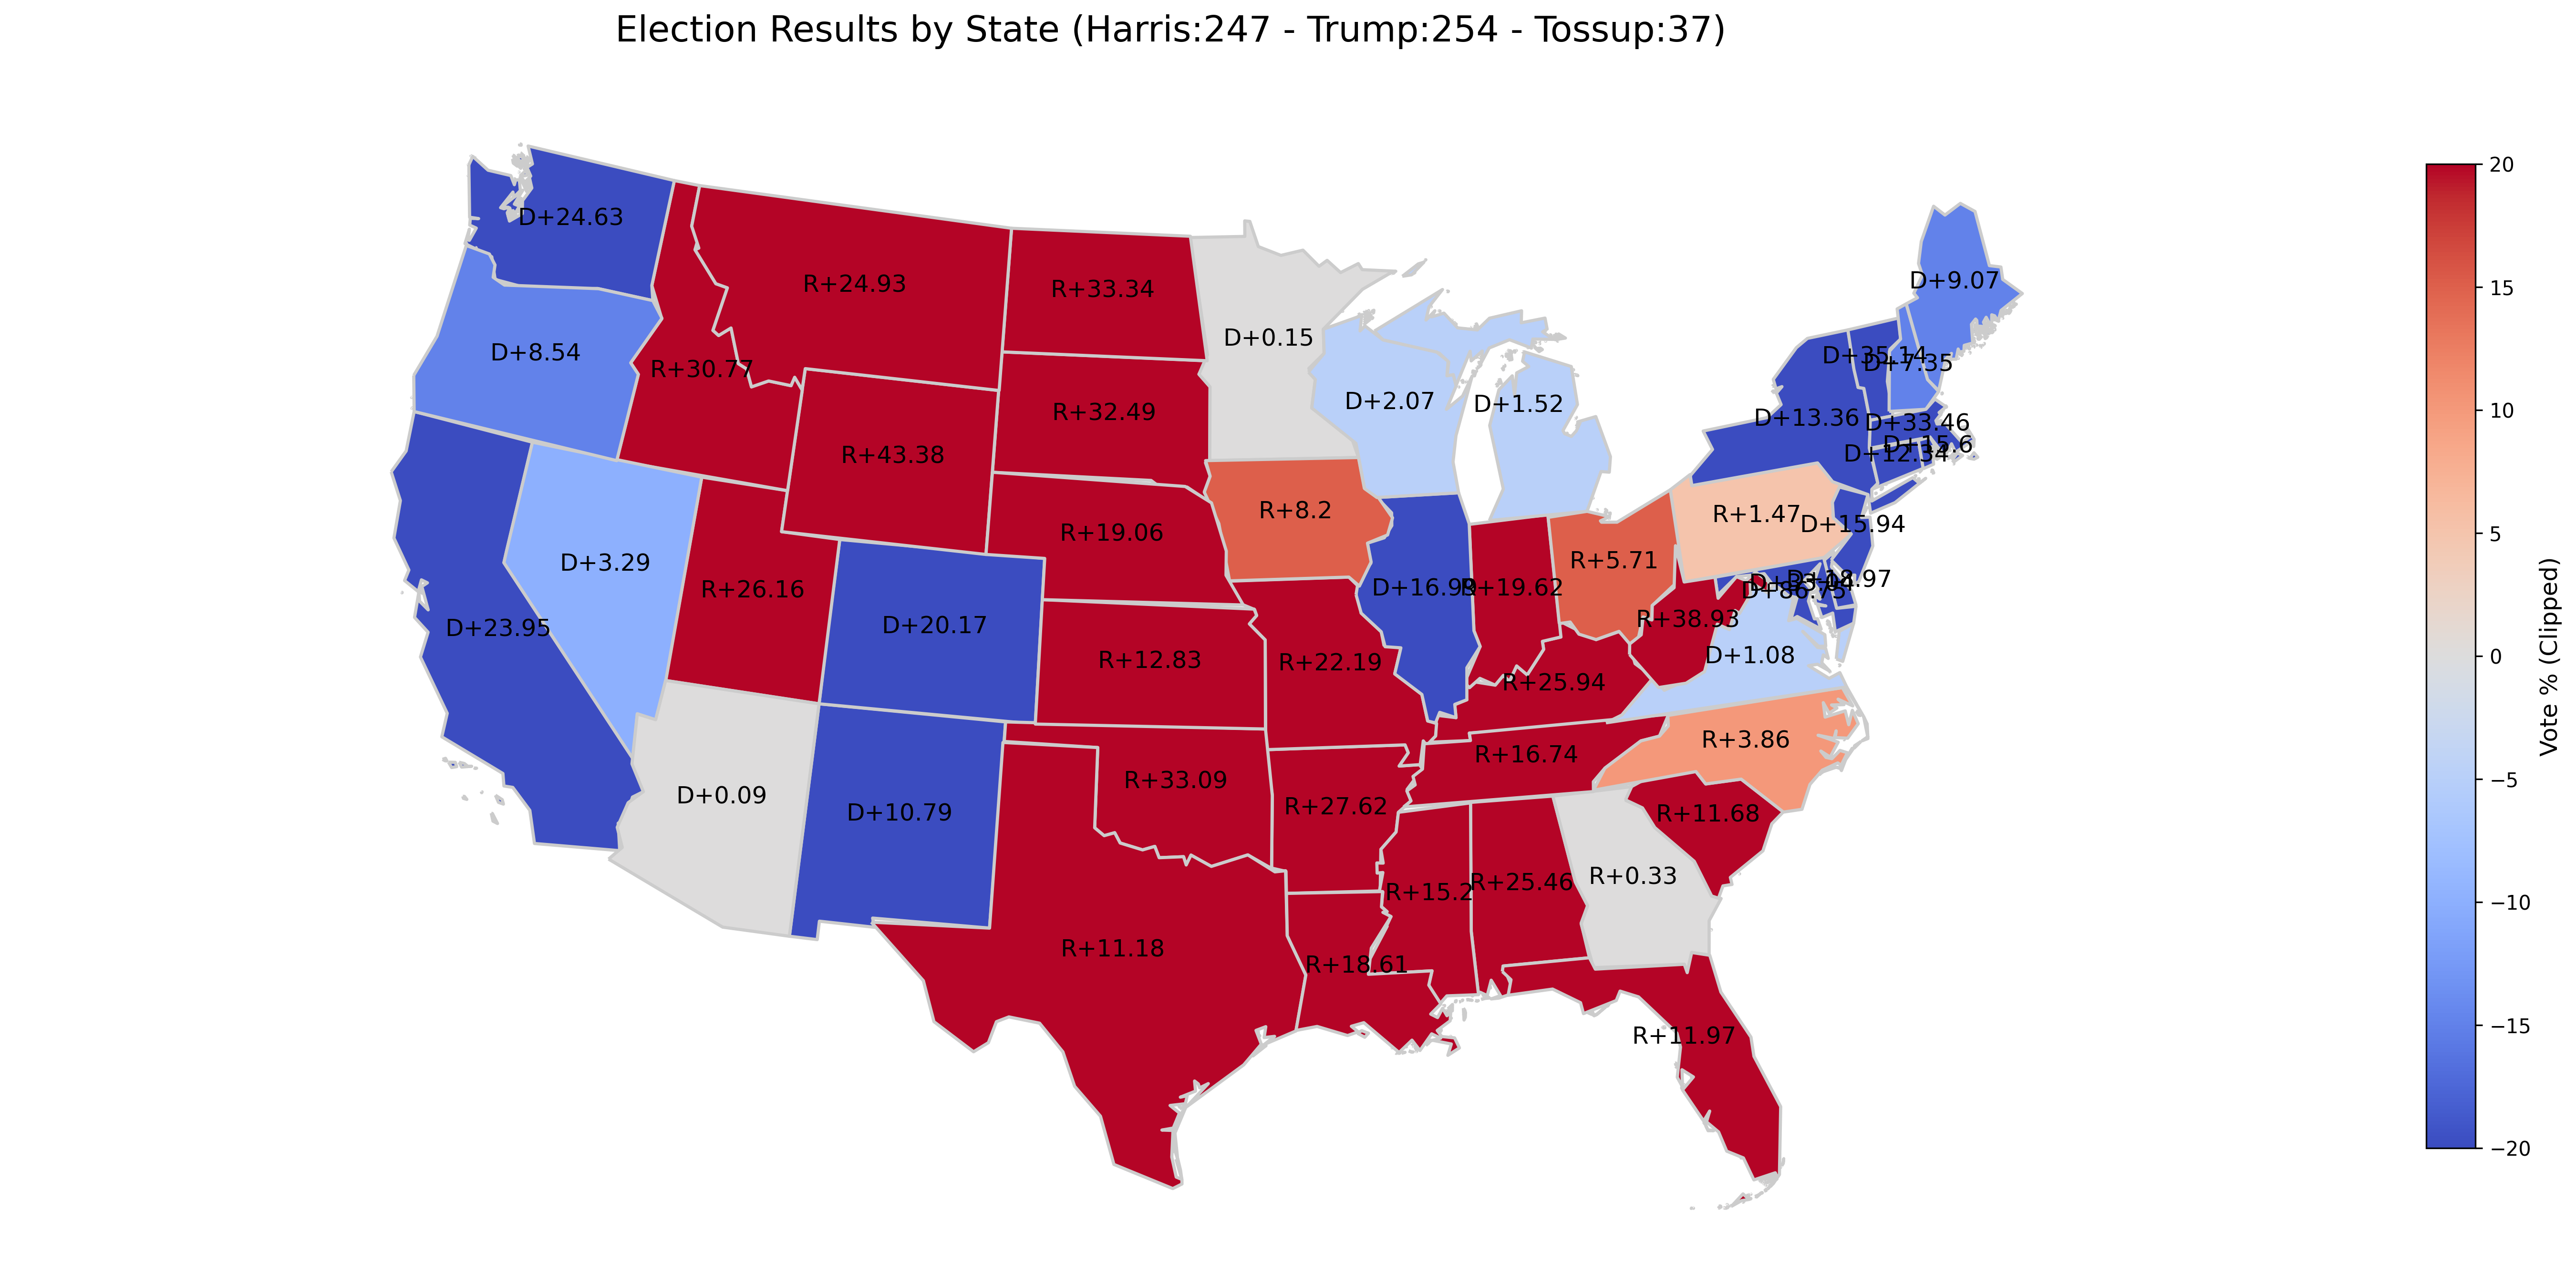 Election Results by State (Harris:247 - Trump:254 - Tossup:37)
D+24.63
R+24.93
R+33.34
D+9.07
D+0.15
D+8.54
R+30.77
D+35.14
D+7.35
R+32.49
D+2.07
D+1.52
D+13.36
D+33.46
D+15.6
D+12.34
R+43.38
R+8.2
R+1.47
D+15.94
R+19.06
D+3.29
R+5.71
R+26.16
D+16.99
R+19.62
D+18.97
D+86.75
D+23.95
D+20.17
R+38.93
R+12.83
R+22.19
D+1.08
R+25.94
R+3.86
R+16.74
D+0.09
R+33.09
D+10.79
R+27.62
R+11.68
R+15.2
R+25.46
R+0.33
R+11.18
R+18.61
R+11.97
20
15
10
5
0
−5
−10
−15
−20
Vote % (Clipped)